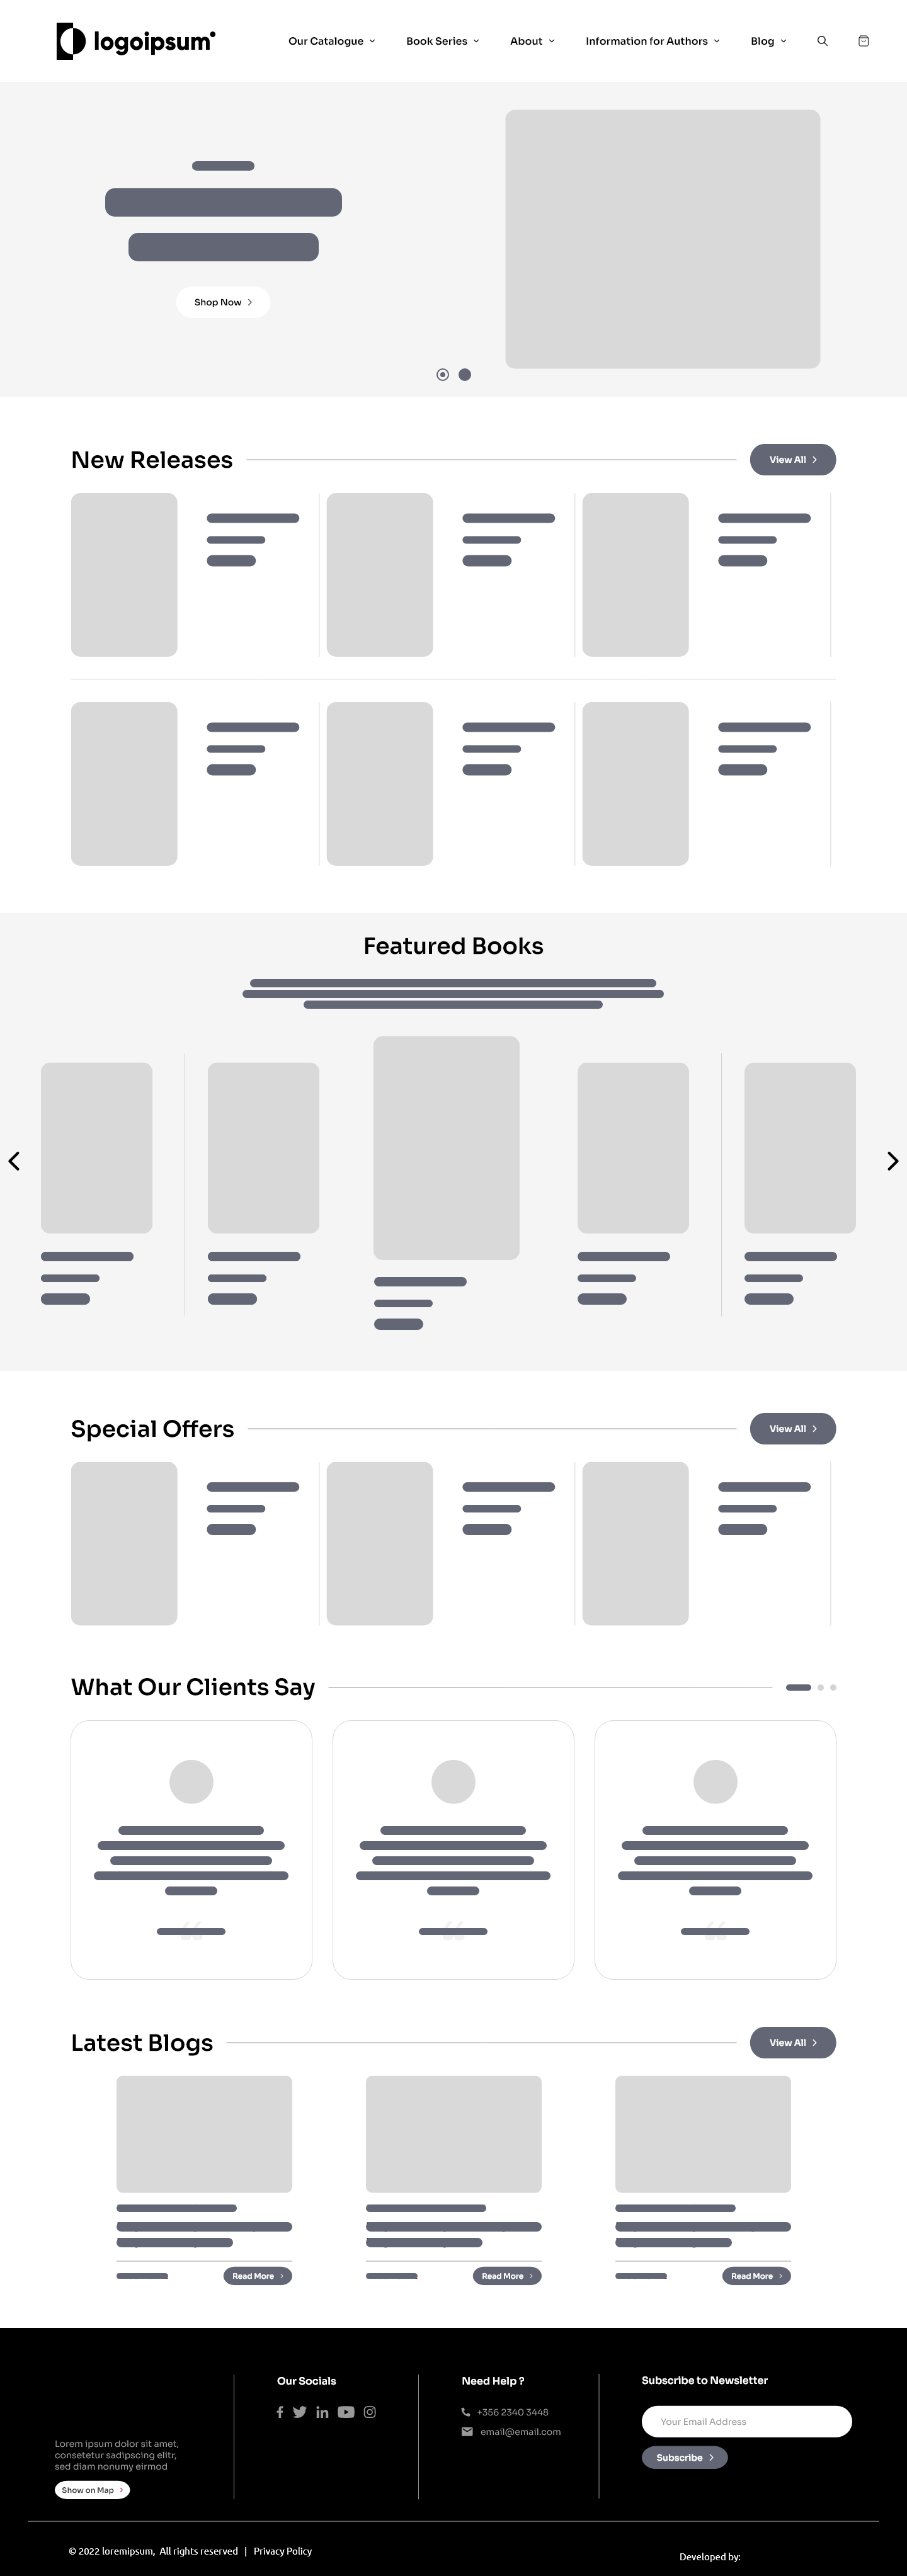 logoipsum
Our Catalogue
Book Series
About
Information for Authors
Blog
Shop Now
New Releases
View All
Featured Books
Special Offers
View All
What Our Clients Say
“
“
“
Latest Blogs
View All
Read More
Read More
Read More
Lorem ipsum dolor sit amet,
consetetur sadipscing elitr,
sed diam nonumy eirmod
Show on Map
Our Socials
Need Help ?
+356 2340 3448
email@email.com
Subscribe to Newsletter
Your Email Address
Subscribe
© 2022 loremipsum, All rights reserved | Privacy Policy
Developed by: